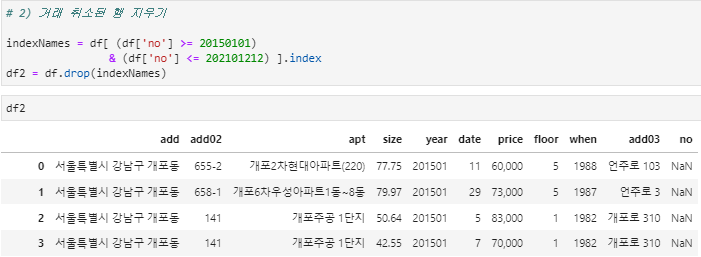 # 2) 거래 취소된 행 지우기
indexNames = df[ (df['no'] >= 20150101)
& (df['no'] <= 202101212) ].index
df2 = df.drop(indexNames)
df2
add add02 apt size year date price floor when add03 no
0 서울특별시 강남구 개포동 655-2 개포2차현대아파트(220) 77.75 201501 11 60,000 5 1988 언주로 103 NaN
1 서울특별시 강남구 개포동 658-1 개포6차우성아파트1동~8동 79.97 201501 29 73,000 5 1987 언주로 3 NaN
2 서울특별시 강남구 개포동 141 개포주공 1단지 50.64 201501 5 83,000 1 1982 개포로 310 NaN
3 서울특별시 강남구 개포동 141 개포주공 1단지 42.55 201501 7 70,000 1 1982 개포로 310 NaN